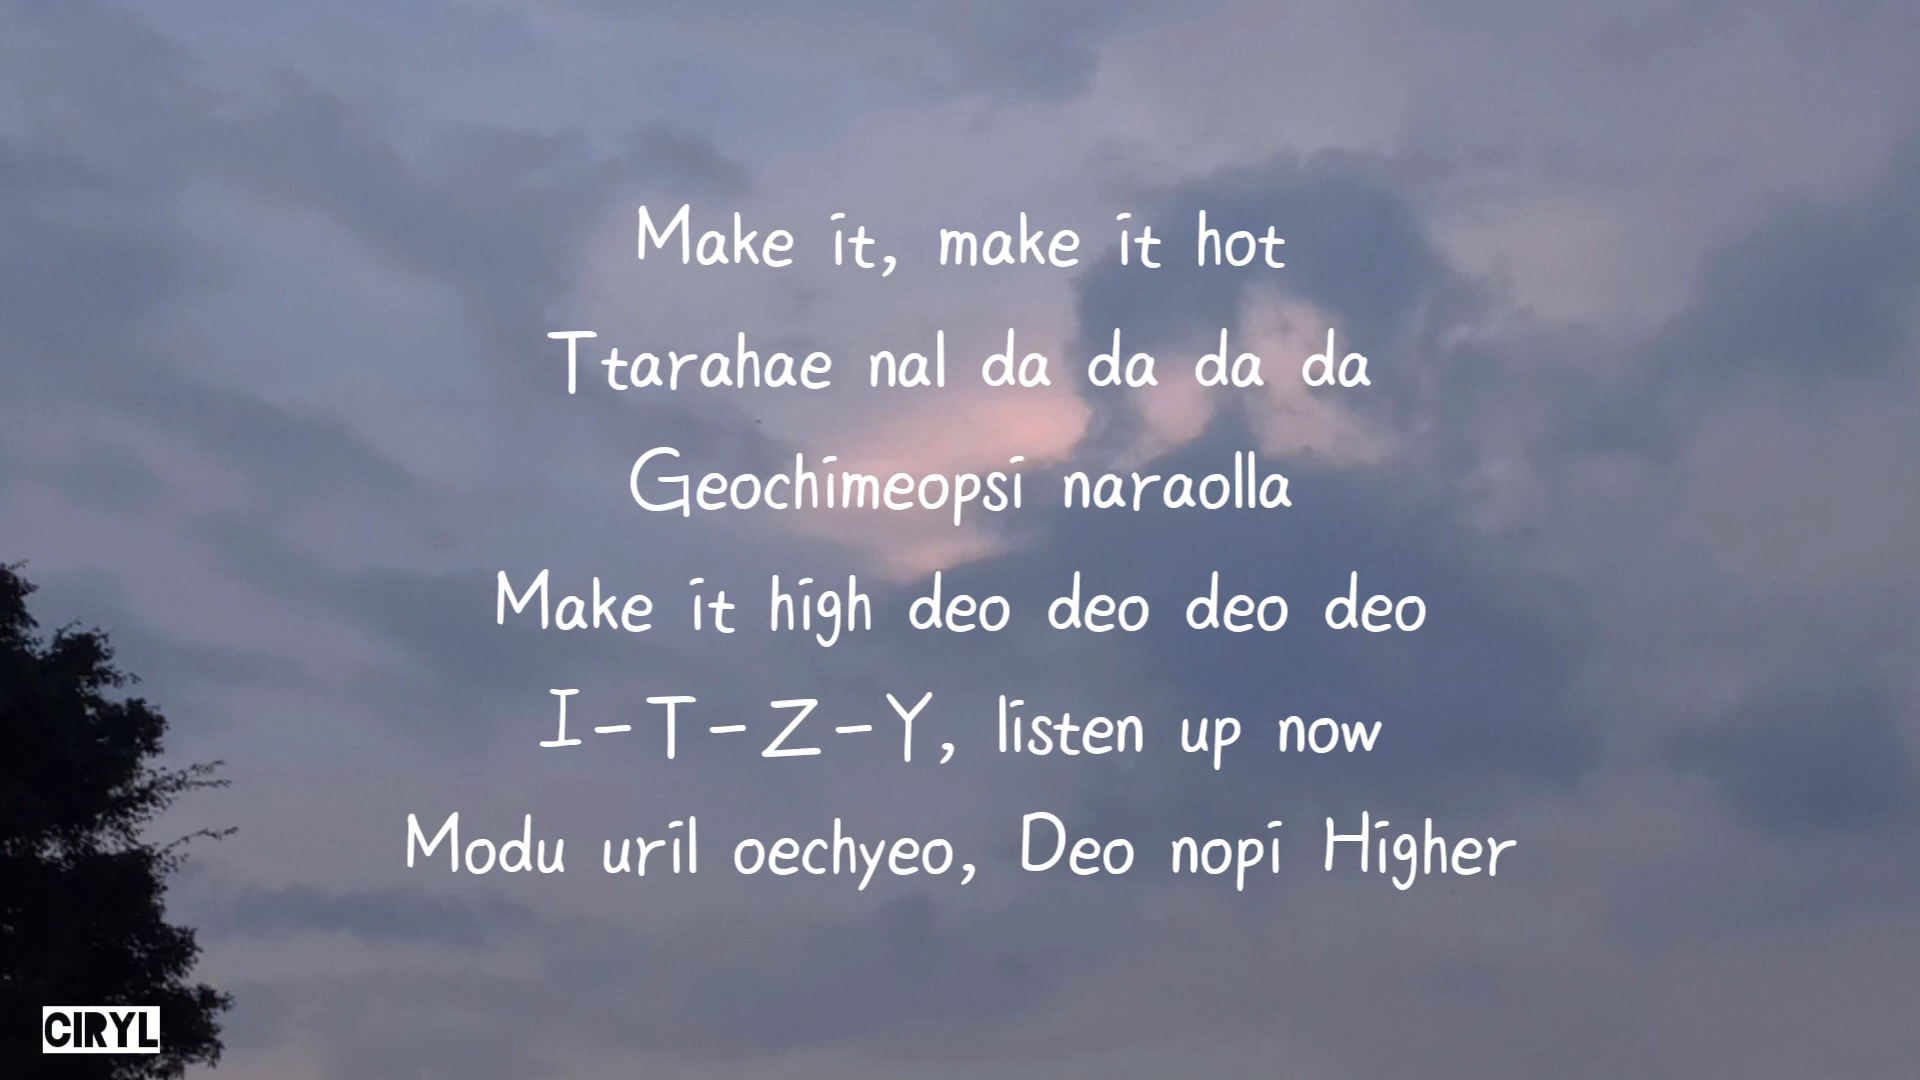 Make it, make it hot
Ttarahae nal da da da da
Geochimeopsi naraolla
Make it high deo deo deo deo
I-T-Z-Y, listen up now
Modu uril oechyeo, Deo nopi Higher
CIRYL